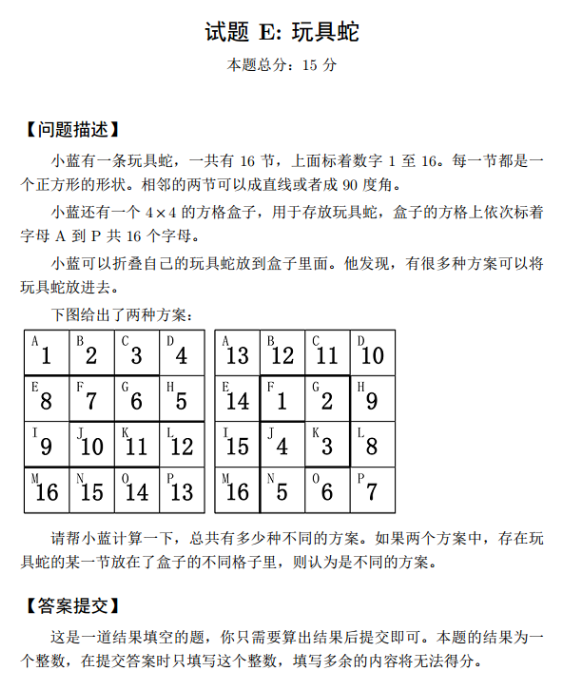 试题 E: 玩具蛇
本题总分：15 分
【问题描述】
小蓝有一条玩具蛇，一共有 16 节，上面标着数字 1 至 16。每一节都是一
个正方形的形状。相邻的两节可以成直线或者成 90 度角。
小蓝还有一个 4 × 4 的方格盒子，用于存放玩具蛇，盒子的方格上依次标着
字母 A 到 P 共 16 个字母。
小蓝可以折叠自己的玩具蛇放到盒子里面。他发现，有很多种方案可以将
玩具蛇放进去。
下图给出了两种方案：
A 1 B 2 C 3 D 4 A 13 B 12 C 11 D 10
E 8 F 7 G 6 H 5 E 14 F 1 G 2 H 9
I 9 J 10 K 11 L 12 I 15 J 4 K 3 L 8
M 16 N 15 O 14 P 13 M 16 N 5 O 6 P 7
请帮小蓝计算一下，总共有多少种不同的方案。如果两个方案中，存在玩
具蛇的某一节放在了盒子的不同格子里，则认为是不同的方案。
【答案提交】
这是一道结果填空的题，你只需要算出结果后提交即可。本题的结果为一
个整数，在提交答案时只填写这个整数，填写多余的内容将无法得分。